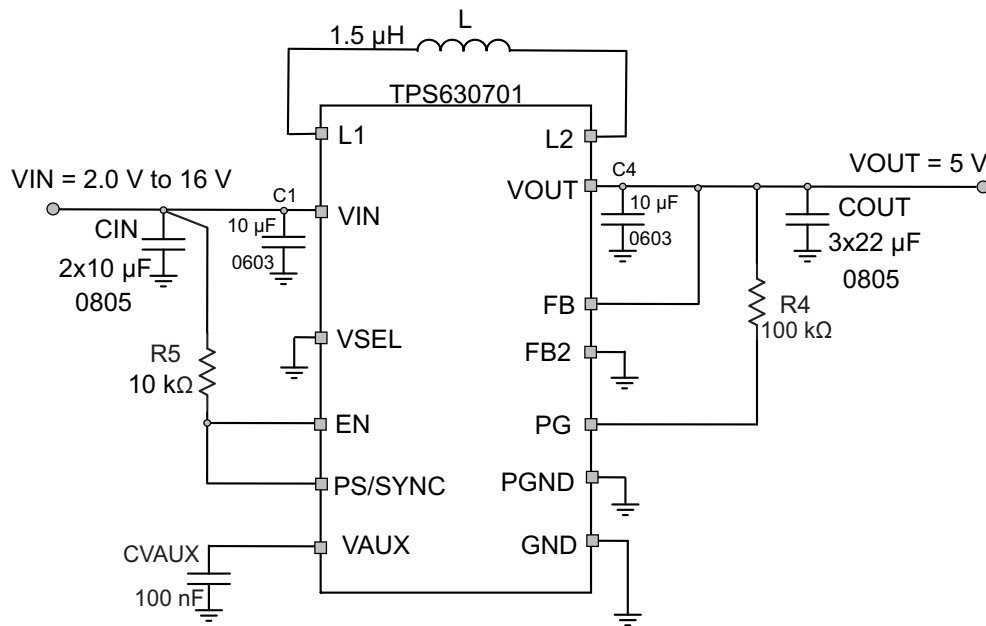 L
1.5 µH
TPS630701
L1
L2
VIN = 2.0 V to 16 V
C1
VIN
CIN
10 µF
0603
2x10 µF
0805
C4
VOUT
VOUT = 5 V
10 µF
0603
COUT
3x22 µF
0805
FB
R4
100 kΩ
VSEL
FB2
R5
10 kΩ
EN
PG
PS/SYNC
PGND
CVAUX
VAUX
GND
100 nF